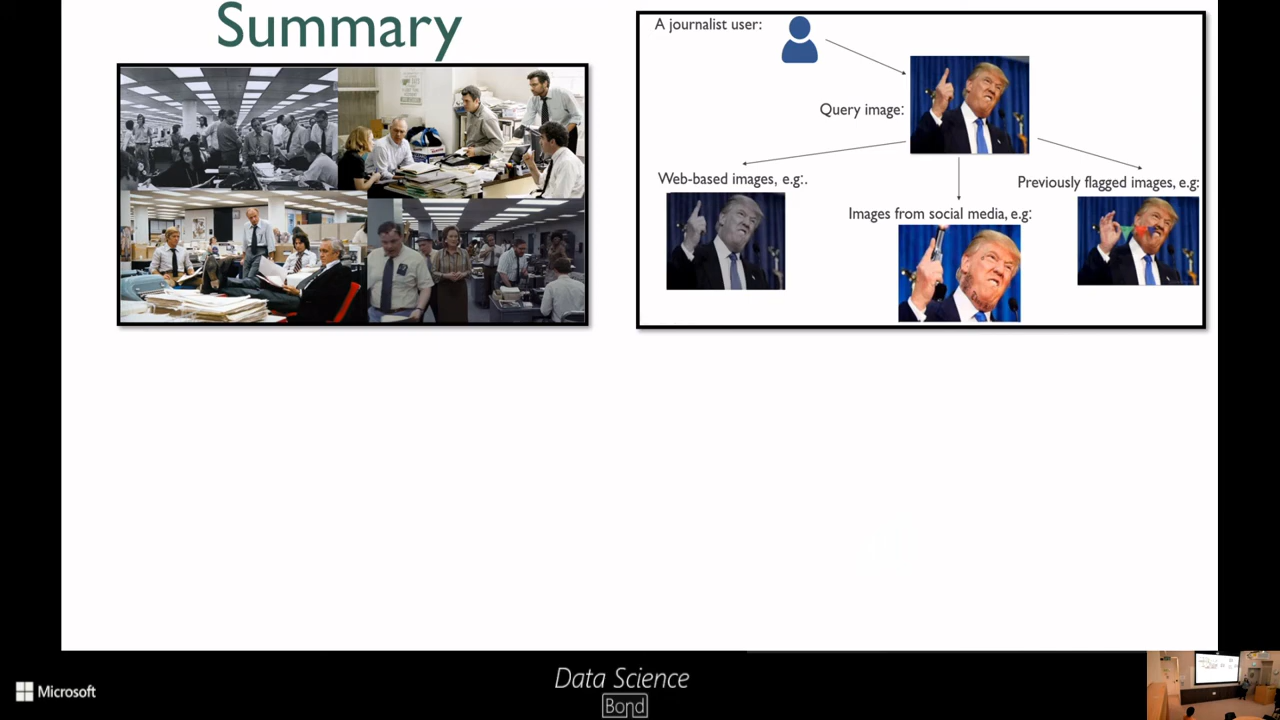 Summary
A journalist user:
Query image:
Web-based images, e.g:.
Images from social media, e.g:
Previously flagged images, e.g:
Microsoft
Data Science
Bond